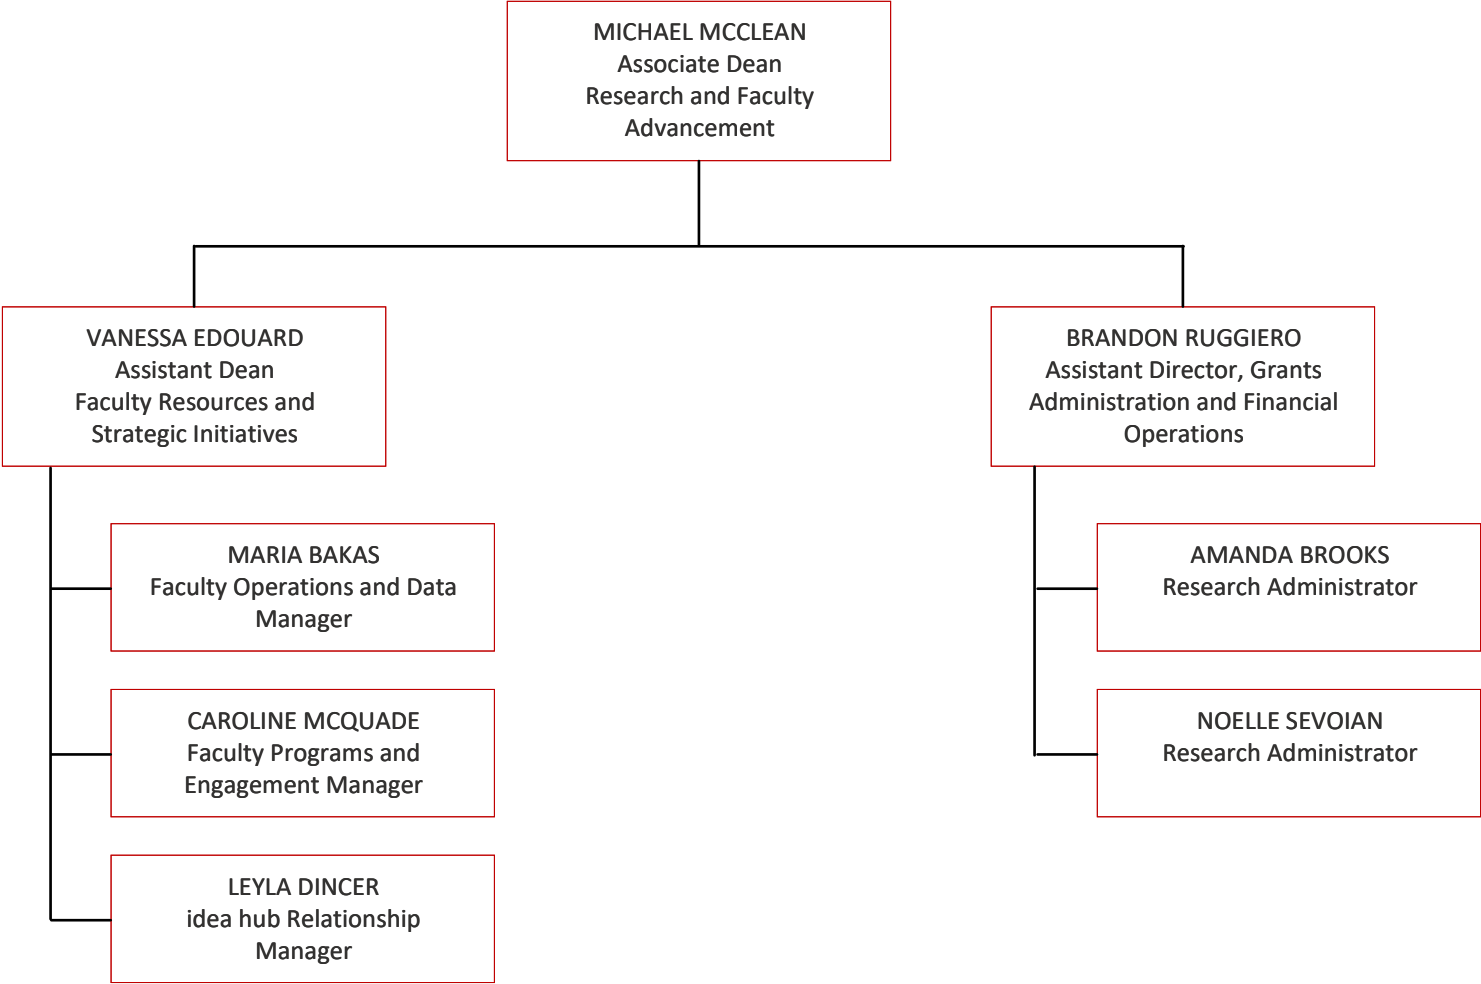 MICHAEL MCCLEAN
Associate Dean
Research and Faculty
Advancement
VANESSA EDOUARD
Assistant Dean
Faculty Resources and
Strategic Initiatives
BRANDON RUGGIERO
Assistant Director, Grants
Administration and Financial
Operations
MARIA BAKAS
Faculty Operations and Data
Manager
CAROLINE MCQUADE
Faculty Programs and
Engagement Manager
LEYLA DINCER
idea hub Relationship
Manager
AMANDA BROOKS
Research Administrator
NOELLE SEVOIAN
Research Administrator